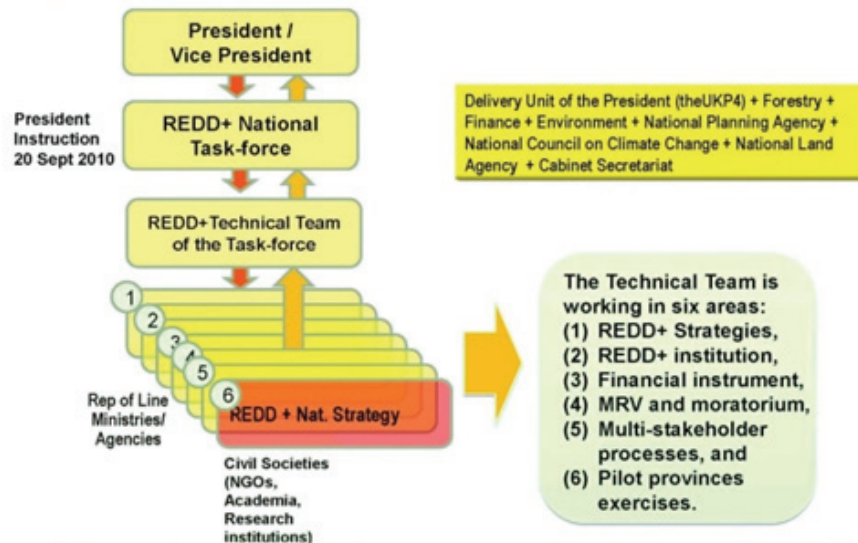 President /
Vice President
President
Instruction
20 Sept 2010
REDD+ National
Task-force
Delivery Unit of the President (theUKP4) + Forestry +
Finance + Environment + National Planning Agency +
National Council on Climate Change + National Land
Agency + Cabinet Secretariat
REDD+Technical Team
of the Task-force
1
2
3
4
5
6
REDD + Nat. Strategy
Rep of Line
Ministries/
Agencies
Civil Societies
(NGOs,
Academia,
Research
institutions)
The Technical Team is
working in six areas:
(1) REDD+ Strategies,
(2) REDD+ institution,
(3) Financial instrument,
(4) MRV and moratorium,
(5) Multi-stakeholder
processes, and
(6) Pilot provinces
exercises.